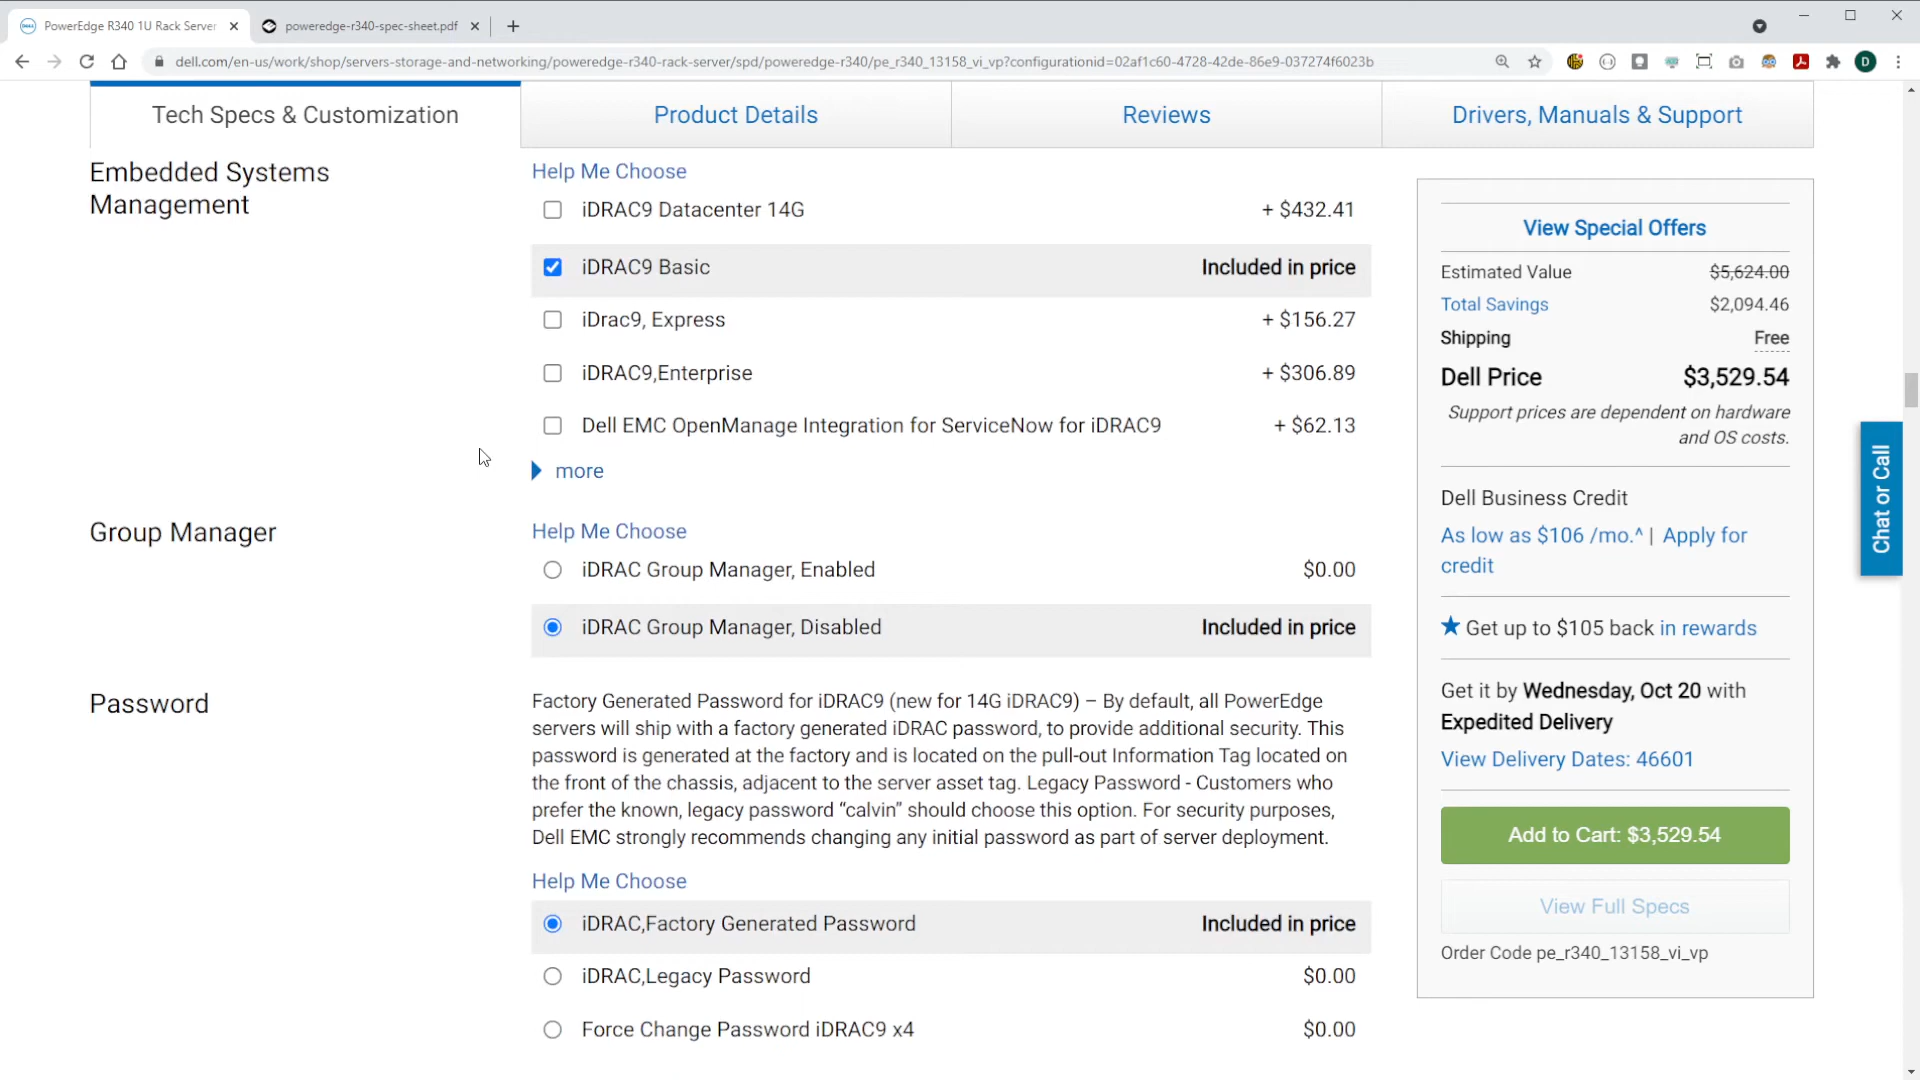 PowerEdge R340 1U Rack Server
poweredge-r340-spec-sheet.pdf
dell.com/en-us/work/shop/servers-storage-and-networking/poweredge-r340-rack-server/spd/poweredge-r340/pe_r340_13158_vi_vp?configurationid=02af1c60-4728-42de-86e9-037274f6023b
D
Tech Specs & Customization
Product Details
Reviews
Drivers, Manuals & Support
Embedded Systems
Management
Help Me Choose
iDRAC9 Datacenter 14G + $432.41
iDRAC9 Basic Included in price
iDrac9, Express + $156.27
iDRAC9,Enterprise + $306.89
Dell EMC OpenManage Integration for ServiceNow for iDRAC9 + $62.13
more
Group Manager
Help Me Choose
iDRAC Group Manager, Enabled $0.00
iDRAC Group Manager, Disabled Included in price
Password
Factory Generated Password for iDRAC9 (new for 14G iDRAC9) – By default, all PowerEdge
servers will ship with a factory generated iDRAC password, to provide additional security. This
password is generated at the factory and is located on the pull-out Information Tag located on
the front of the chassis, adjacent to the server asset tag. Legacy Password - Customers who
prefer the known, legacy password “calvin” should choose this option. For security purposes,
Dell EMC strongly recommends changing any initial password as part of server deployment.
Help Me Choose
iDRAC,Factory Generated Password Included in price
iDRAC,Legacy Password $0.00
Force Change Password iDRAC9 x4 $0.00
View Special Offers
Estimated Value $5,624.00
Total Savings $2,094.46
Shipping Free
Dell Price $3,529.54
Support prices are dependent on hardware
and OS costs.
Dell Business Credit
As low as $106 /mo.^ | Apply for
credit
Get up to $105 back in rewards
Get it by Wednesday, Oct 20 with
Expedited Delivery
View Delivery Dates: 46601
Add to Cart: $3,529.54
View Full Specs
Order Code pe_r340_13158_vi_vp
Chat or Call